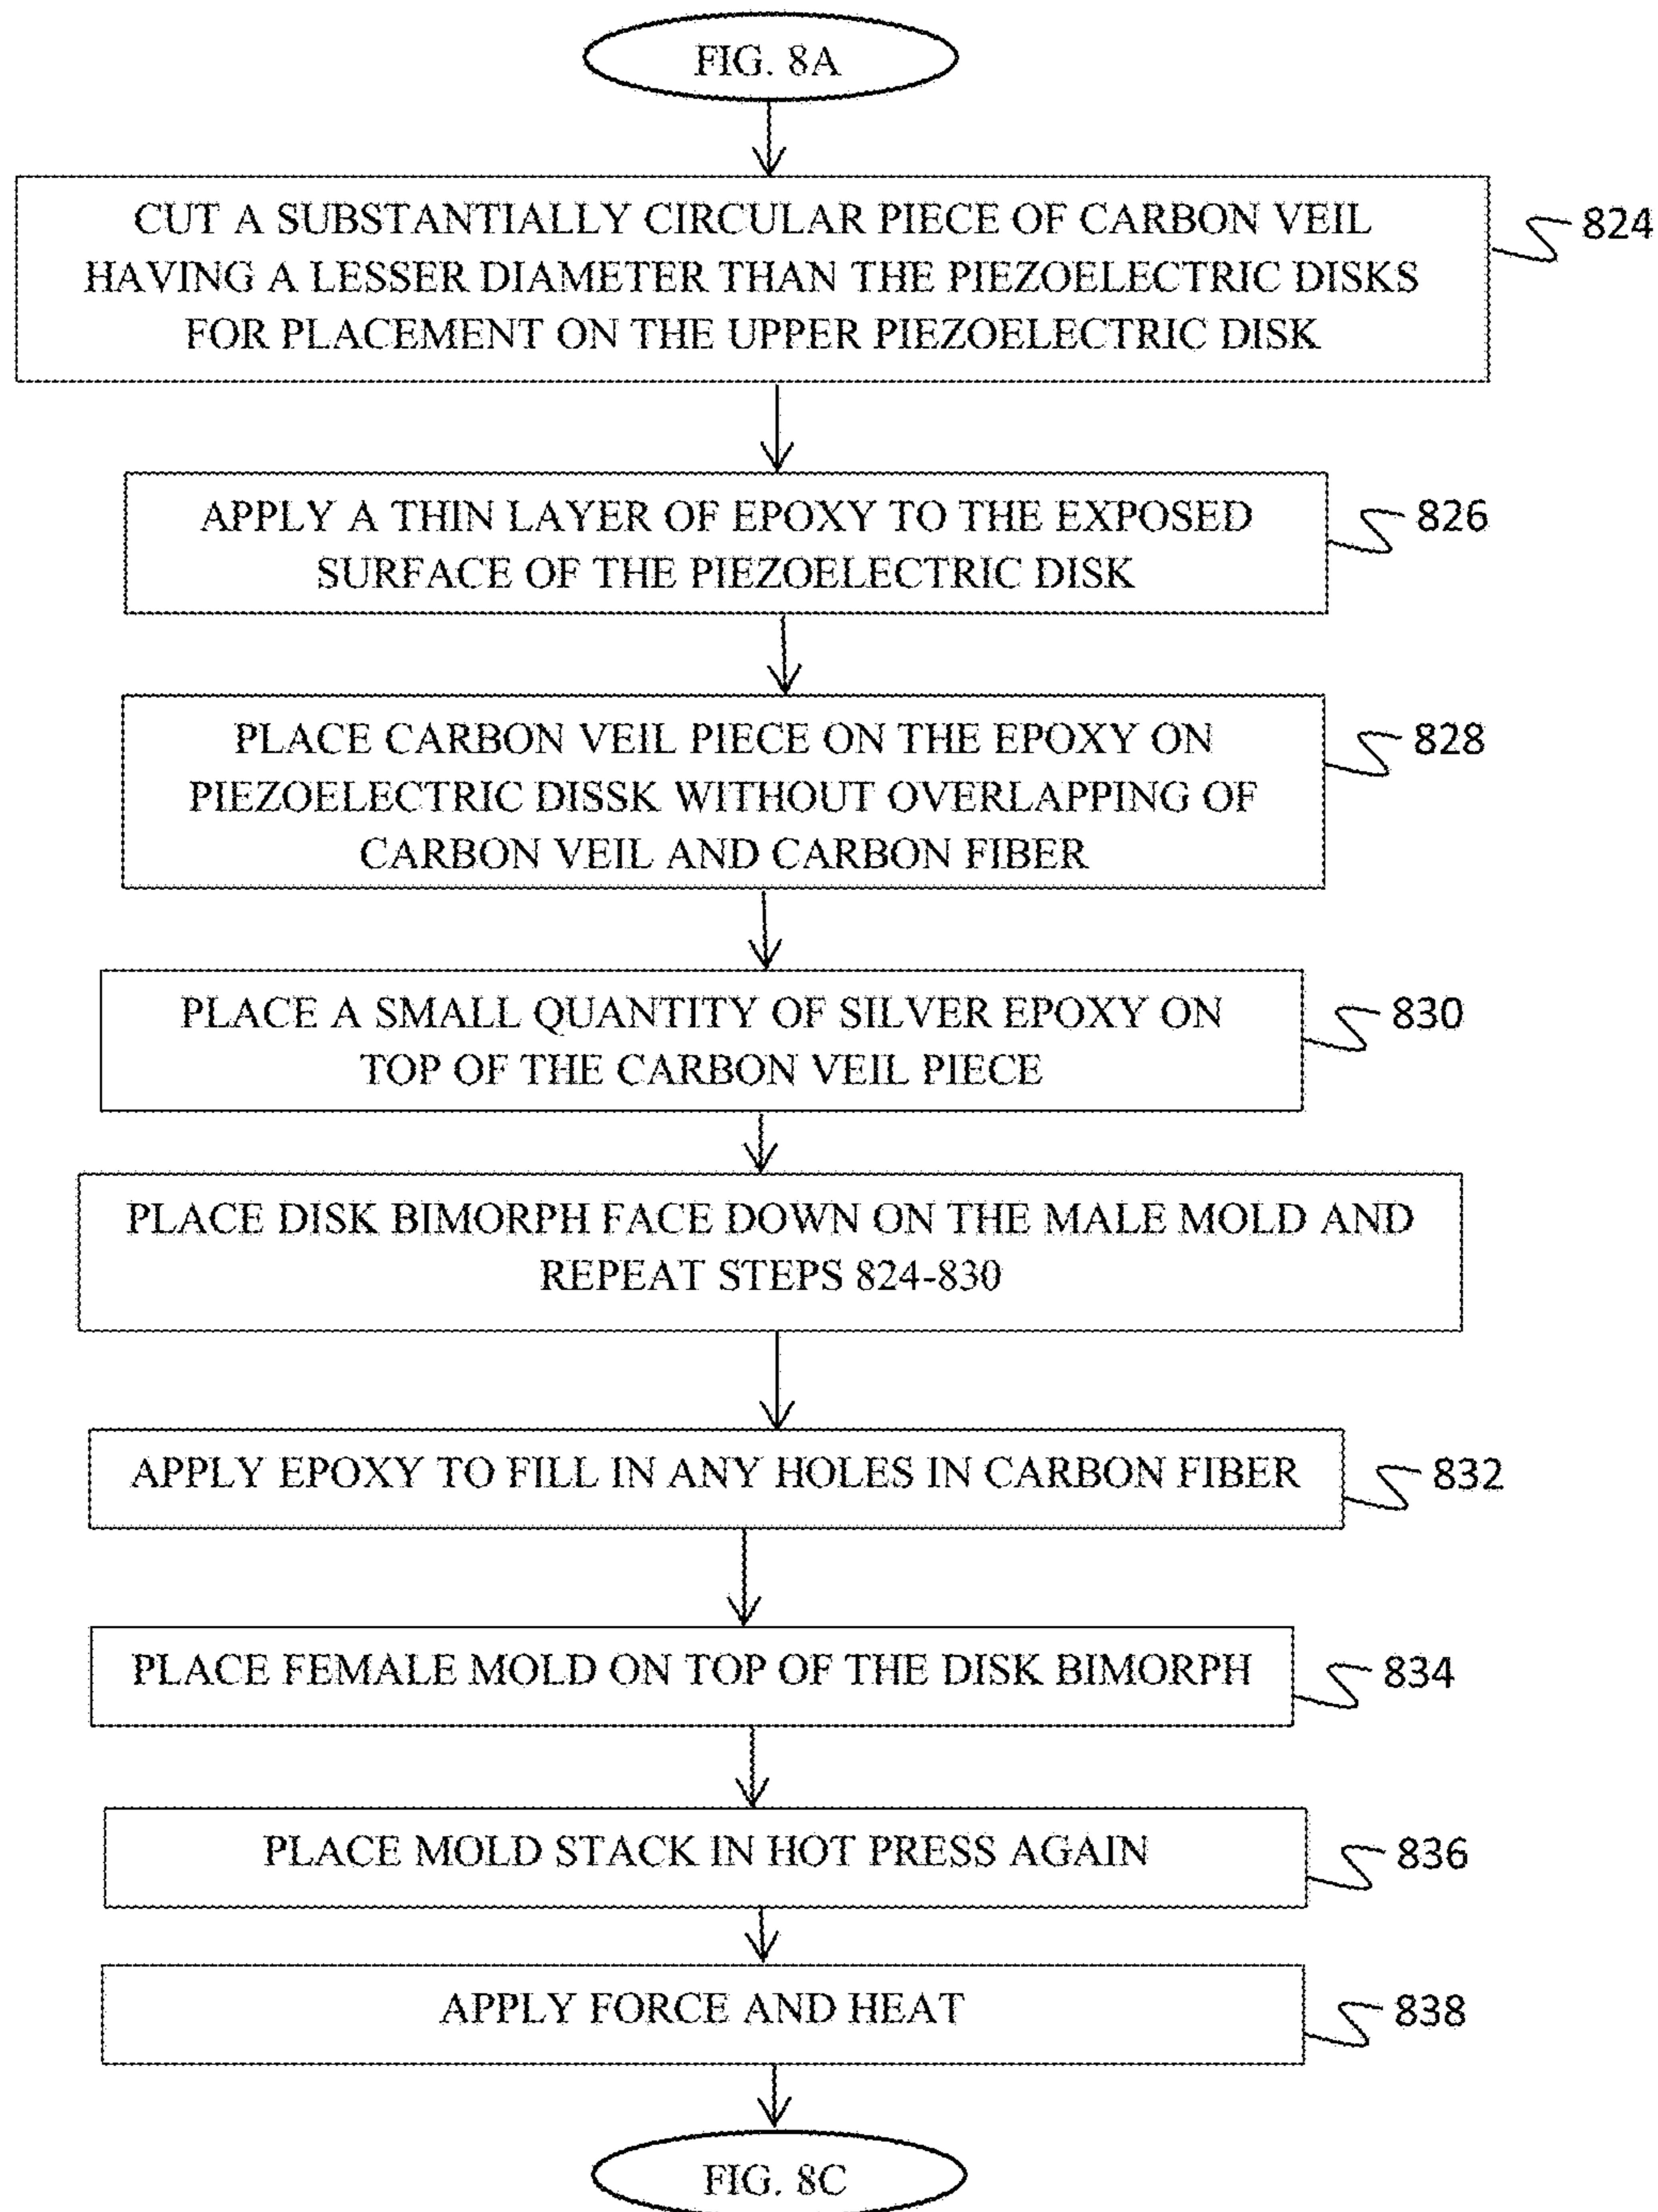 FIG. 8A
CUT A SUBSTANTIALLY CIRCULAR PIECE OF CARBON VEIL
HAVING A LESSER DIAMETER THAN THE PIEZOELECTRIC DISKS
FOR PLACEMENT ON THE UPPER PIEZOELECTRIC DISK
824
APPLY A THIN LAYER OF EPOXY TO THE EXPOSED
SURFACE OF THE PIEZOELECTRIC DISK
826
PLACE CARBON VEIL PIECE ON THE EPOXY ON
PIEZOELECTRIC DISSK WITHOUT OVERLAPPING OF
CARBON VEIL AND CARBON FIBER
828
PLACE A SMALL QUANTITY OF SILVER EPOXY ON
TOP OF THE CARBON VEIL PIECE
830
PLACE DISK BIMORPH FACE DOWN ON THE MALE MOLD AND
REPEAT STEPS 824-830
APPLY EPOXY TO FILL IN ANY HOLES IN CARBON FIBER
832
PLACE FEMALE MOLD ON TOP OF THE DISK BIMORPH
834
PLACE MOLD STACK IN HOT PRESS AGAIN
836
APPLY FORCE AND HEAT
838
FIG. 8C